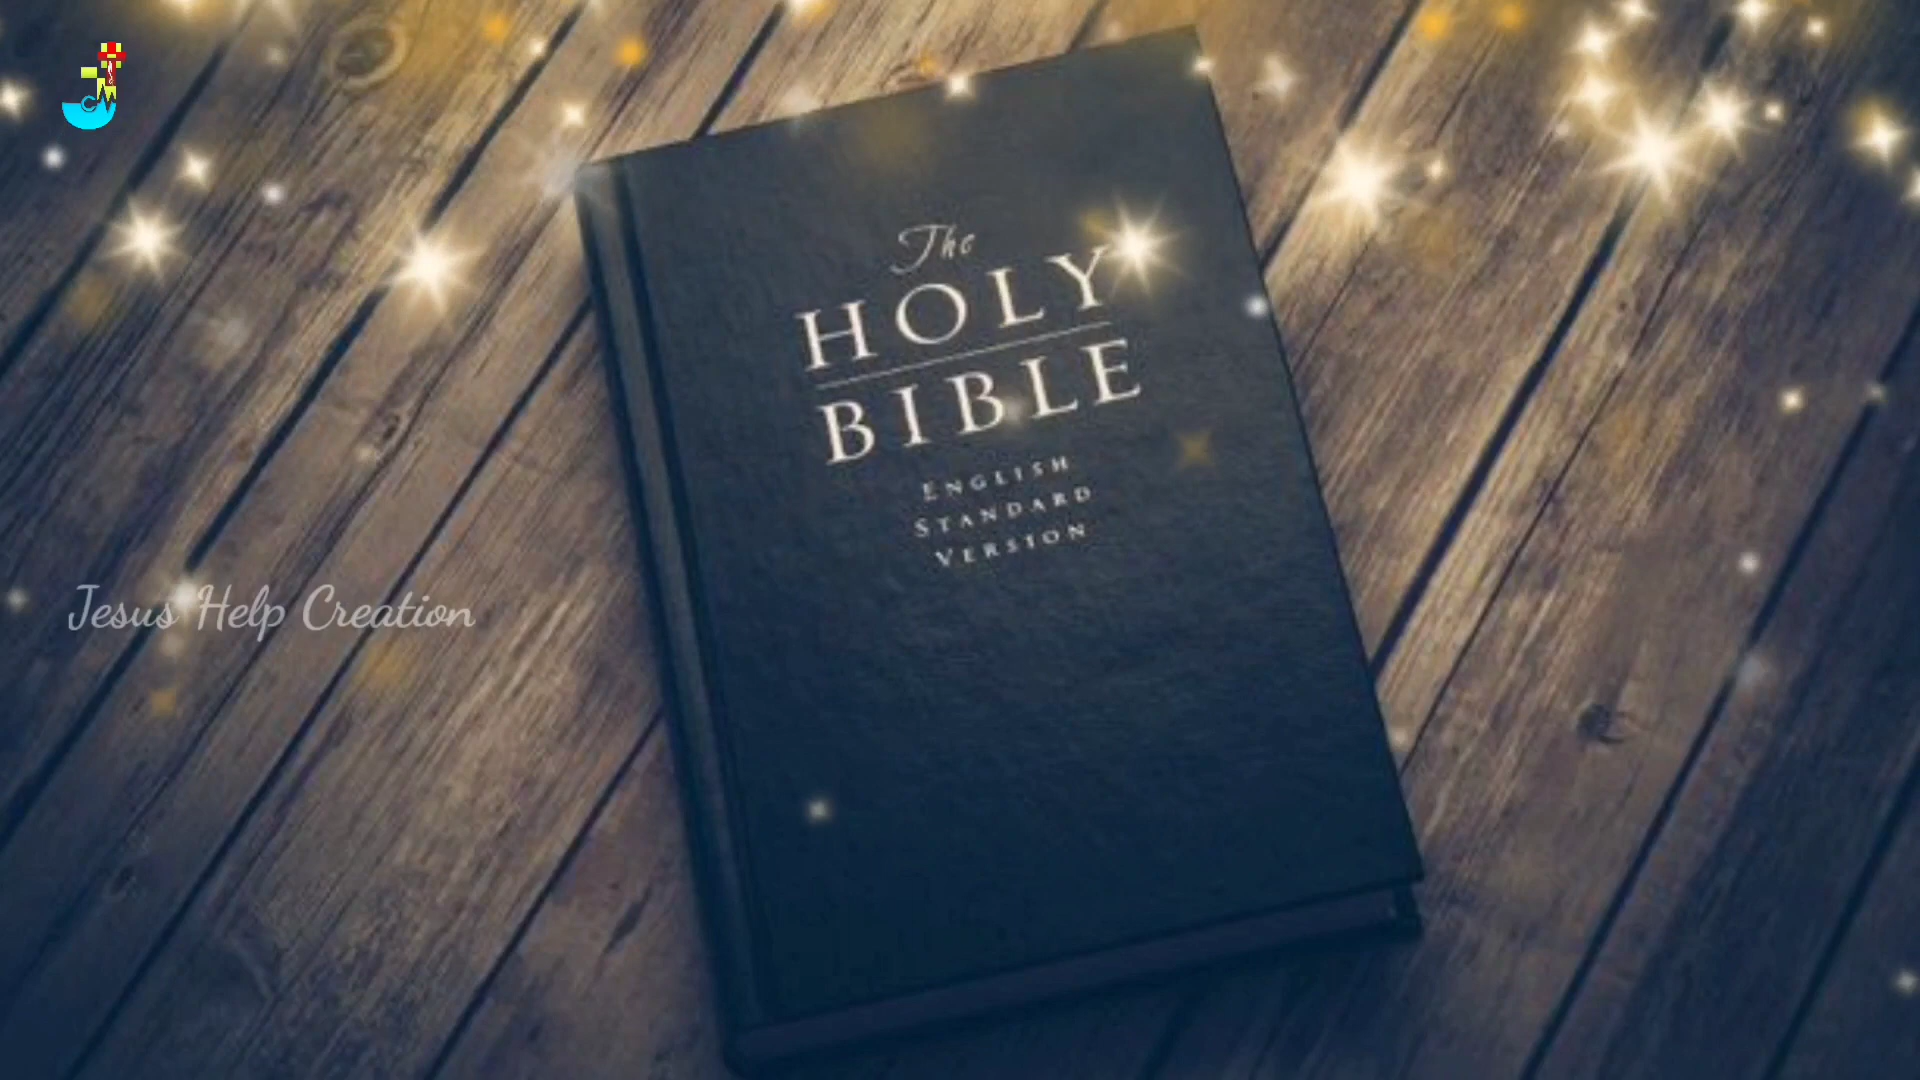 The
HOLY
BIBLE
ENGLISH
STANDARD
VERSION
Jesus Help Creation